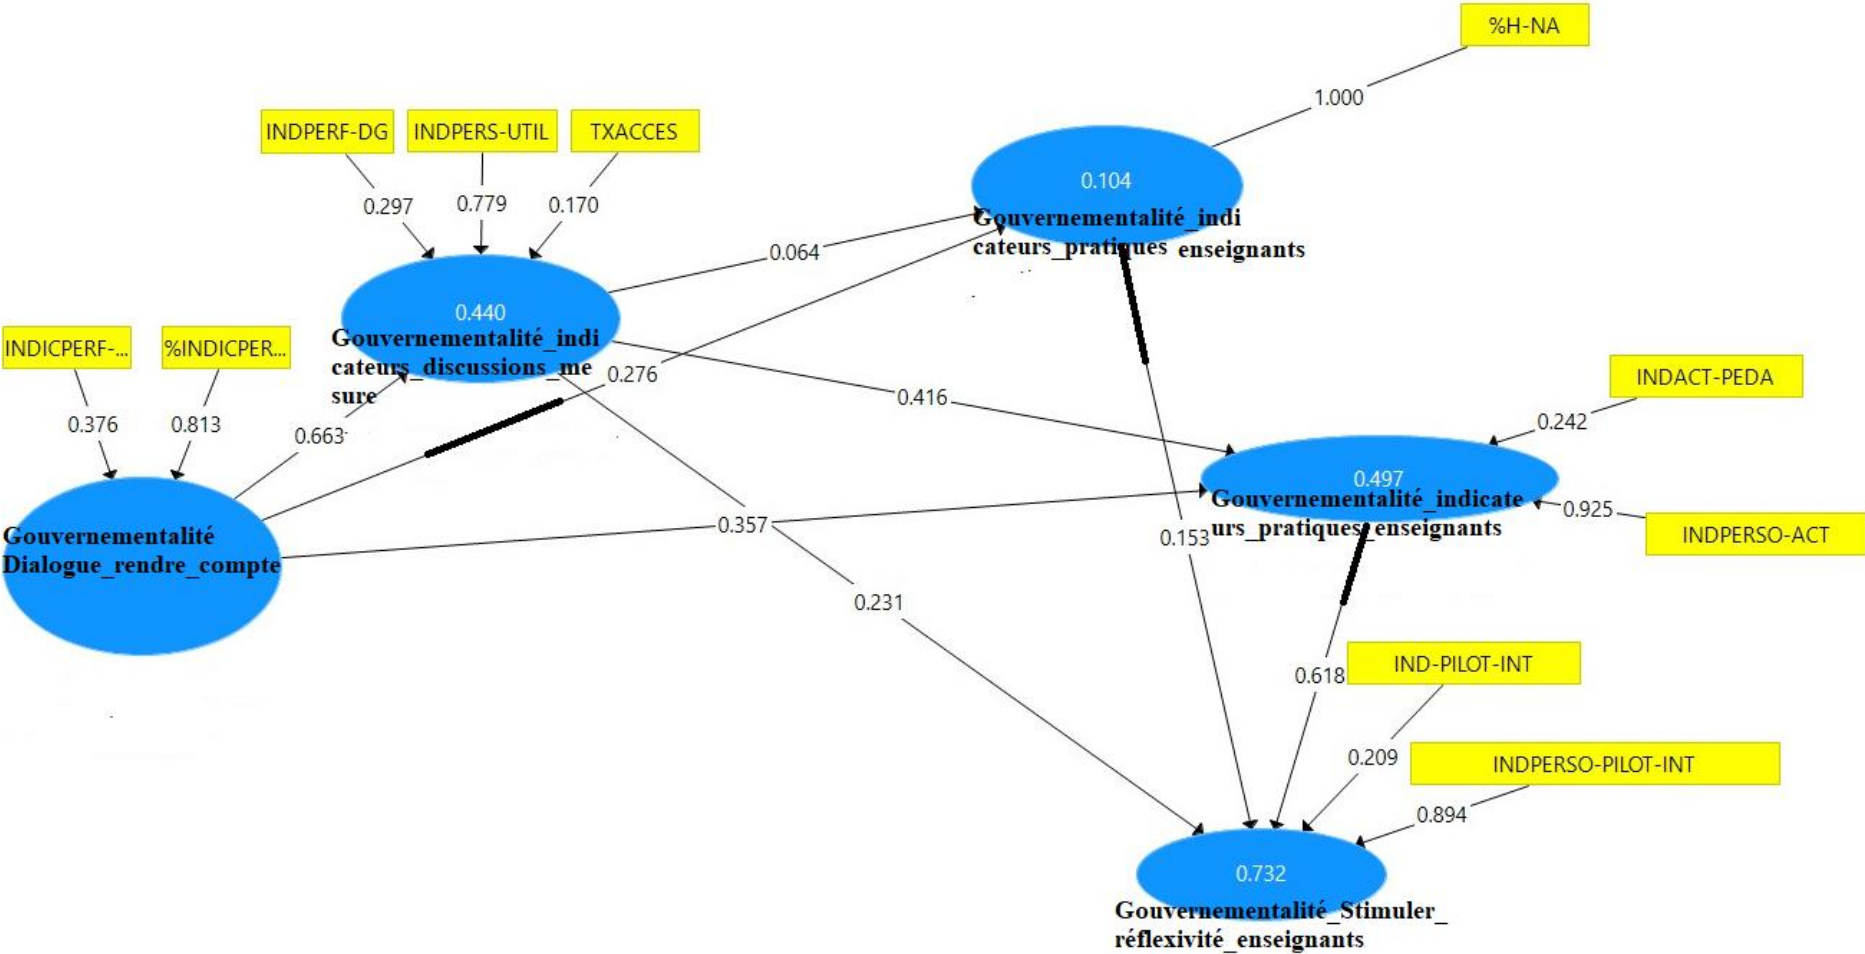 %H-NA
1.000
INDPERF-DG
INDPERS-UTIL
TXACCES
0.297
0.779
0.170
0.104
Gouvernementalité_indi
cateurs_pratiques enseignants
0.064
0.440
Gouvernementalité_indi
cateurs_discussions_me
sure
INDICPERF-...
%INDICPER...
0.376
0.813
0.663
0.276
0.416
INDACT-PEDA
0.242
0.497
Gouvernementalité_indicate
urs_pratiques_enseignants
0.925
INDPERSO-ACT
Gouvernementalité
Dialogue_rendre_compte
0.357
0.153
0.231
0.618
IND-PILOT-INT
0.209
INDPERSO-PILOT-INT
0.894
0.732
Gouvernementalité_Stimuler_
réflexivité_enseignants